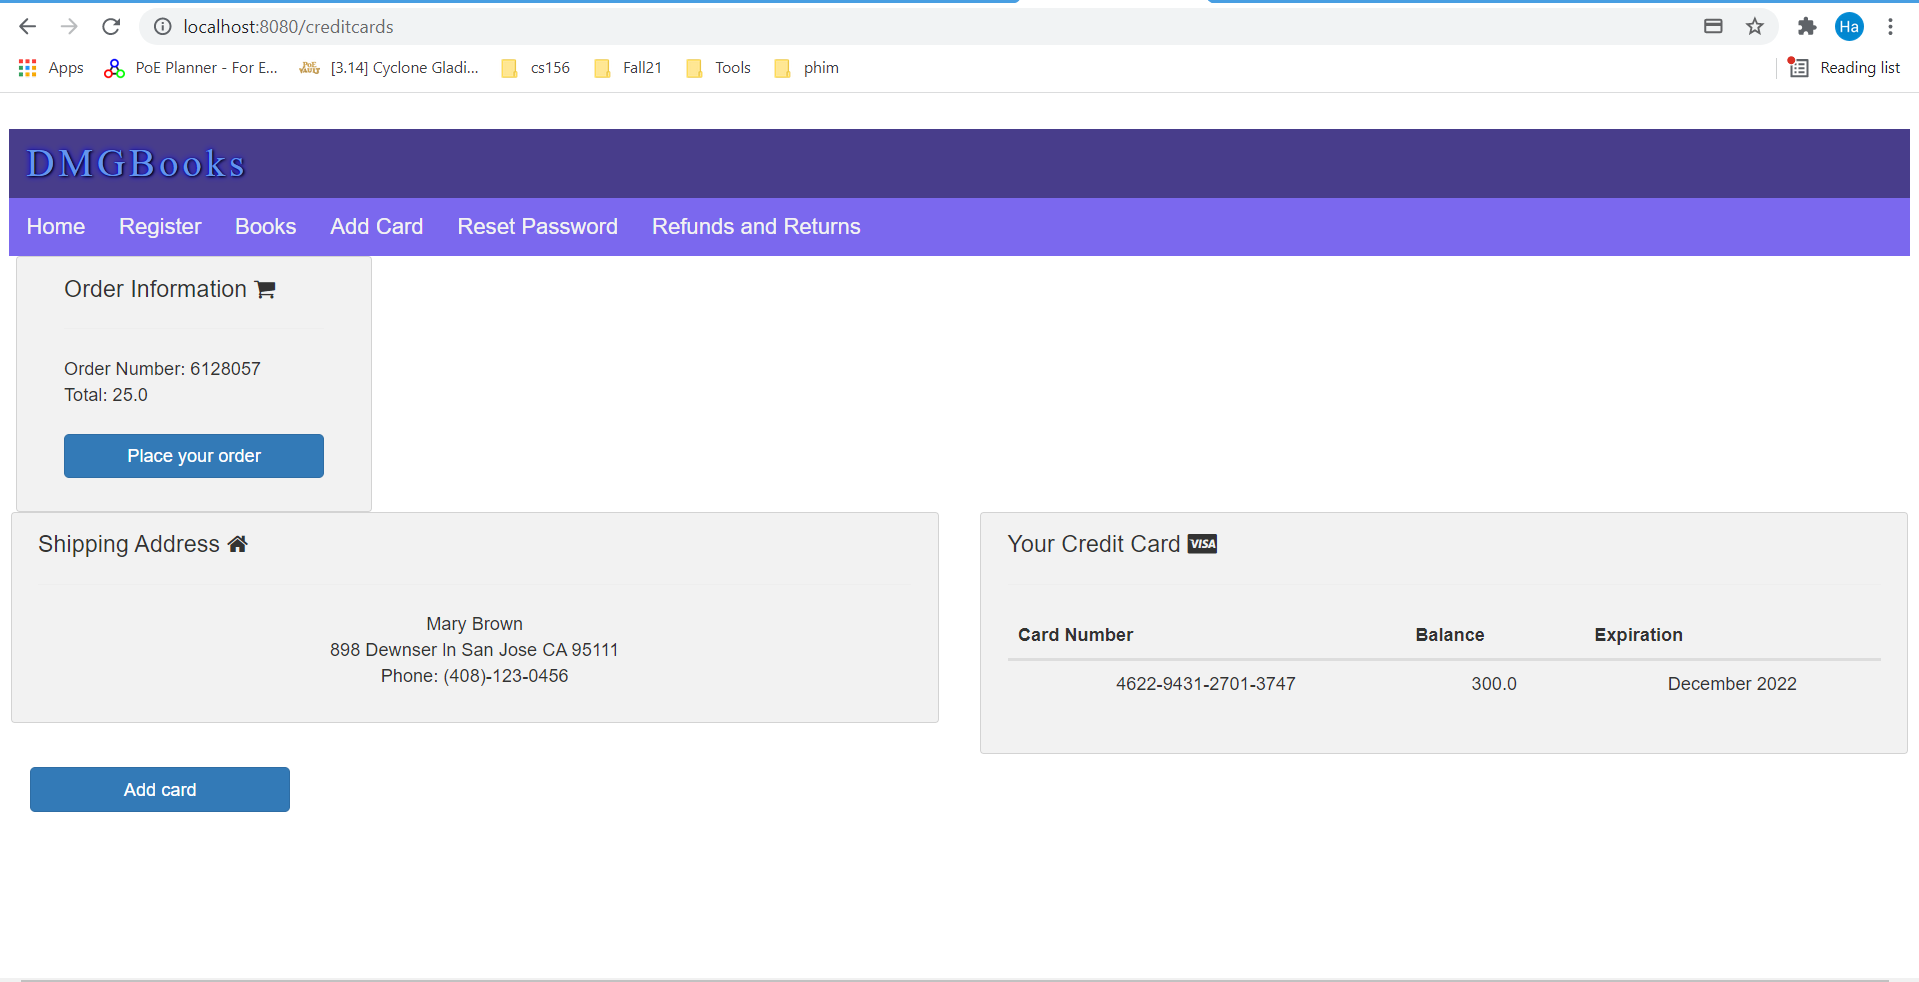 localhost:8080/creditcards
Ha
Apps PoE Planner - For E... PoE VAULT [3.14] Cyclone Gladi... cs156 Fall21 Tools phim Reading list
DMGBooks
Home Register Books Add Card Reset Password Refunds and Returns
Order Information
Order Number: 6128057
Total: 25.0
Place your order
Shipping Address
Mary Brown
898 Dewnser ln San Jose CA 95111
Phone: (408)-123-0456
Your Credit Card VISA
Card Number Balance Expiration
4622-9431-2701-3747 300.0 December 2022
Add card